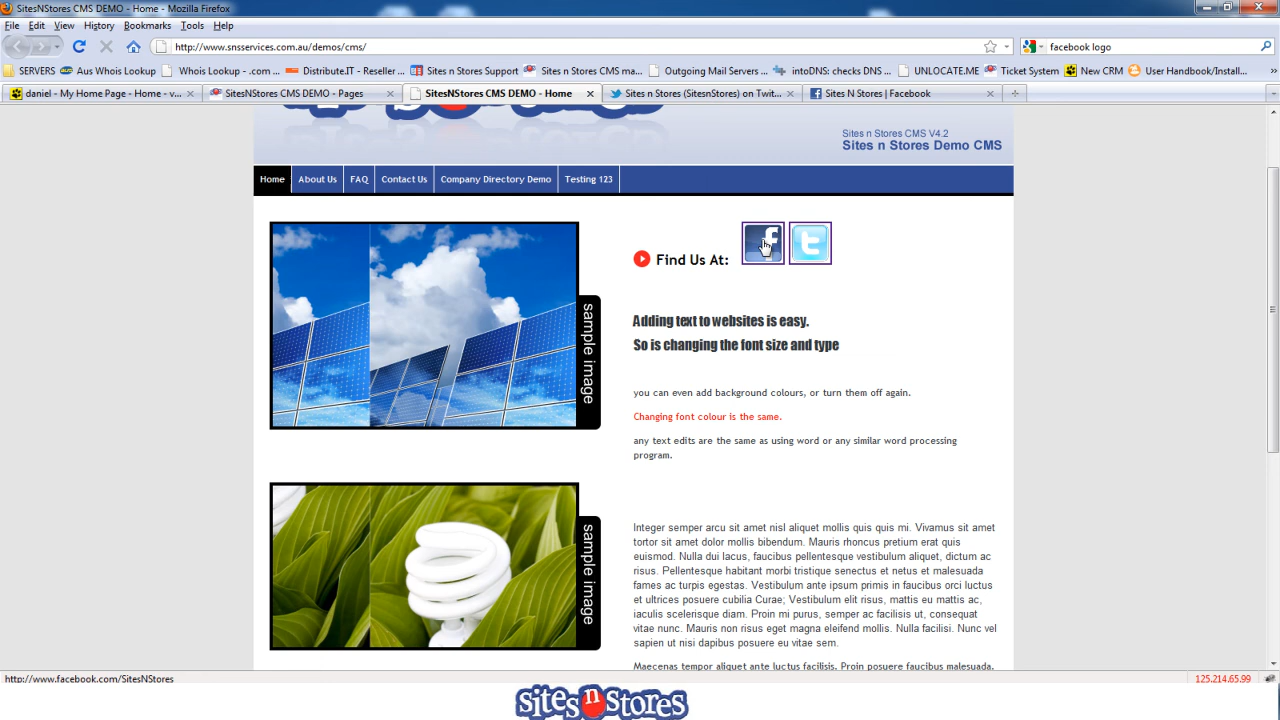 SitesNStores CMS DEMO - Home - Mozilla Firefox
File Edit View History Bookmarks Tools Help
http://www.snsservices.com.au/demos/cms/
facebook logo
SERVERS Aus Whois Lookup Whois Lookup - .com ... Distribute.IT - Reseller ... Sites n Stores Support Sites n Stores CMS ma... Outgoing Mail Servers ... intoDNS: checks DNS ... UNLOCATE.ME Ticket System New CRM User Handbook/Install...
daniel - My Home Page - Home - v... SitesNStores CMS DEMO - Pages SitesNStores CMS DEMO - Home Sites n Stores (SitesnStores) on Twit... Sites N Stores | Facebook
Sites n Stores CMS V4.2
Sites n Stores Demo CMS
Home About Us FAQ Contact Us Company Directory Demo Testing 123
Find Us At:
sample image
Adding text to websites is easy.
So is changing the font size and type
you can even add background colours, or turn them off again.
Changing font colour is the same.
any text edits are the same as using word or any similar word processing
program.
sample image
Integer semper arcu sit amet nisl aliquet mollis quis quis mi. Vivamus sit amet
tortor sit amet dolor mollis bibendum. Mauris rhoncus pretium erat quis
euismod. Nulla dui lacus, faucibus pellentesque vestibulum aliquet, dictum ac
risus. Pellentesque habitant morbi tristique senectus et netus et malesuada
fames ac turpis egestas. Vestibulum ante ipsum primis in faucibus orci luctus
et ultrices posuere cubilia Curae; Vestibulum elit risus, mattis eu mattis ac,
iaculis scelerisque diam. Proin mi purus, semper ac facilisis ut, consequat
vitae nunc. Mauris non risus eget magna eleifend mollis. Nulla facilisi. Nunc vel
sapien ut nisi dapibus posuere eu vitae sem.
Maecenas tempor aliquet ante luctus facilisis. Proin posuere faucibus malesuada.
http://www.facebook.com/SitesNStores
125.214.65.99
sites n stores